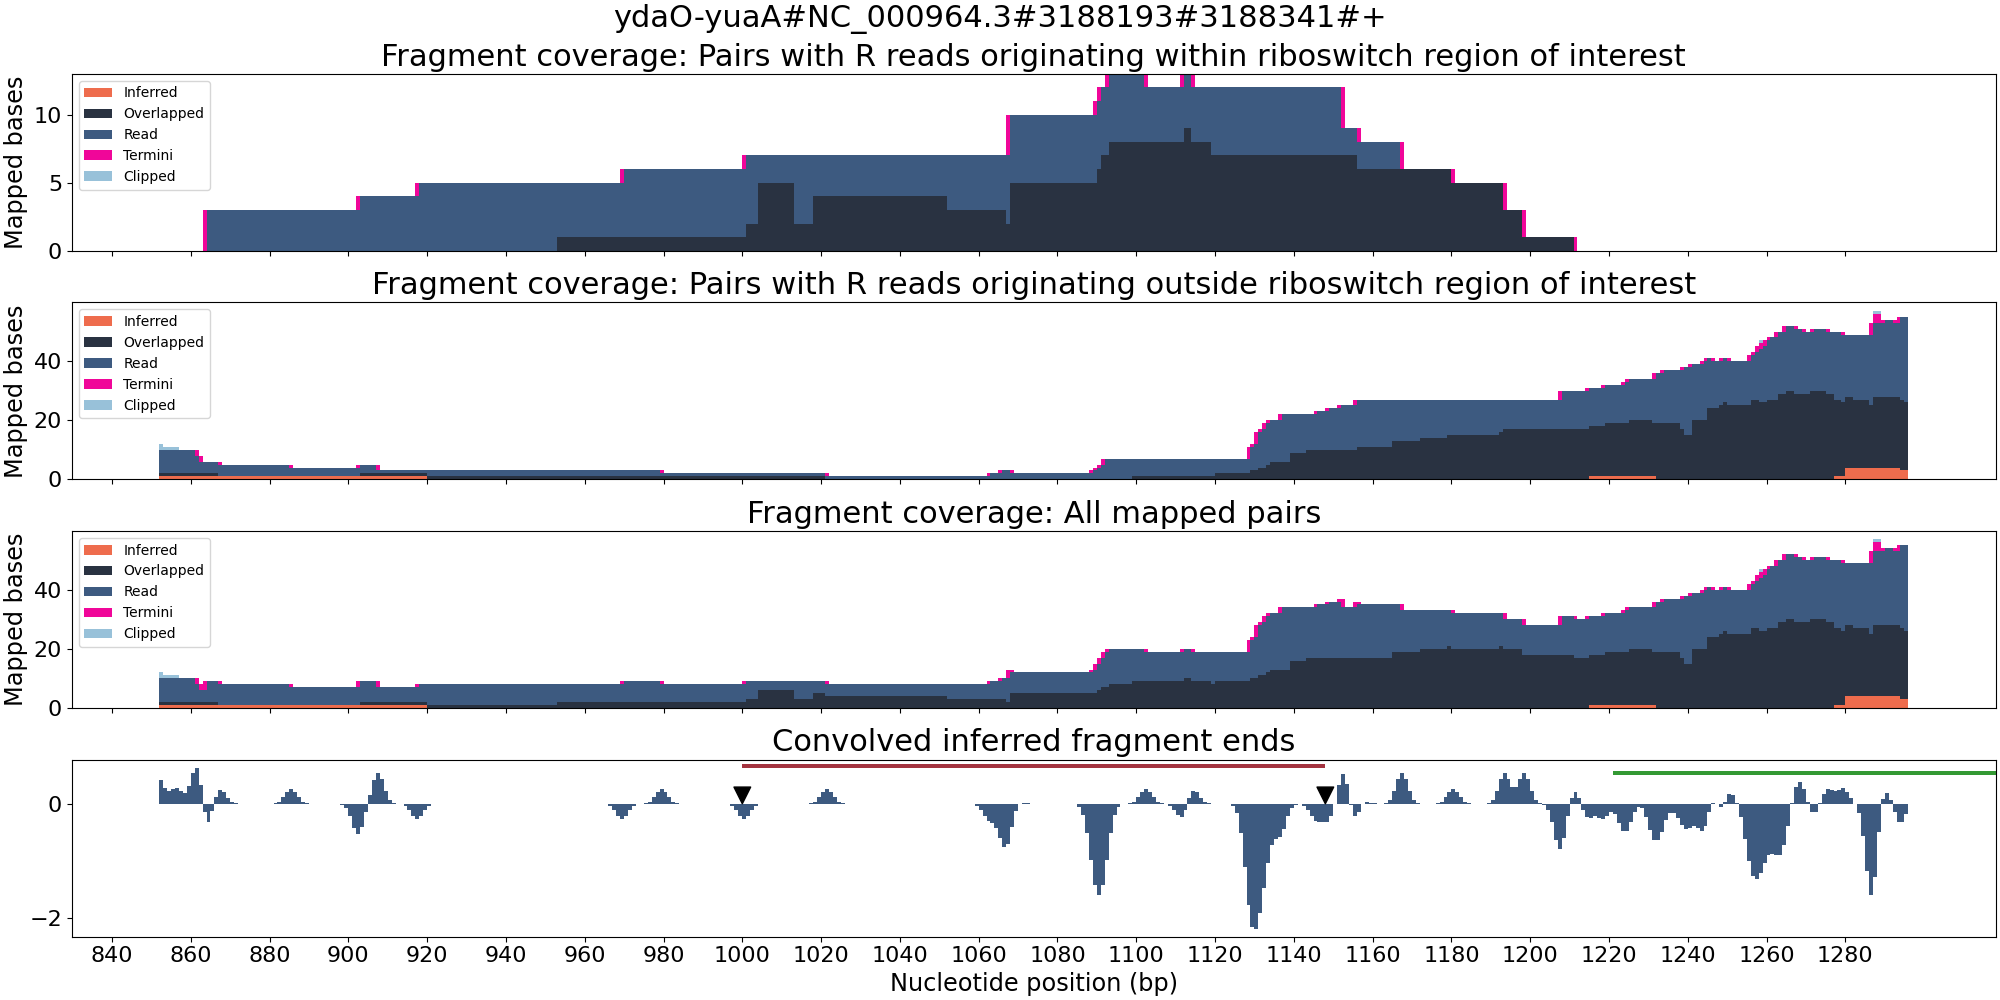 ydaO-yuaA#NC_000964.3#3188193#3188341#+
Fragment coverage: Pairs with R reads originating within riboswitch region of interest
Mapped bases
10
5
0
Inferred
Overlapped
Read
Termini
Clipped
Fragment coverage: Pairs with R reads originating outside riboswitch region of interest
Mapped bases
40
20
0
Inferred
Overlapped
Read
Termini
Clipped
Fragment coverage: All mapped pairs
Mapped bases
40
20
0
Inferred
Overlapped
Read
Termini
Clipped
Convolved inferred fragment ends
0
−2
840 860 880 900 920 940 960 980 1000 1020 1040 1060 1080 1100 1120 1140 1160 1180 1200 1220 1240 1260 1280
Nucleotide position (bp)